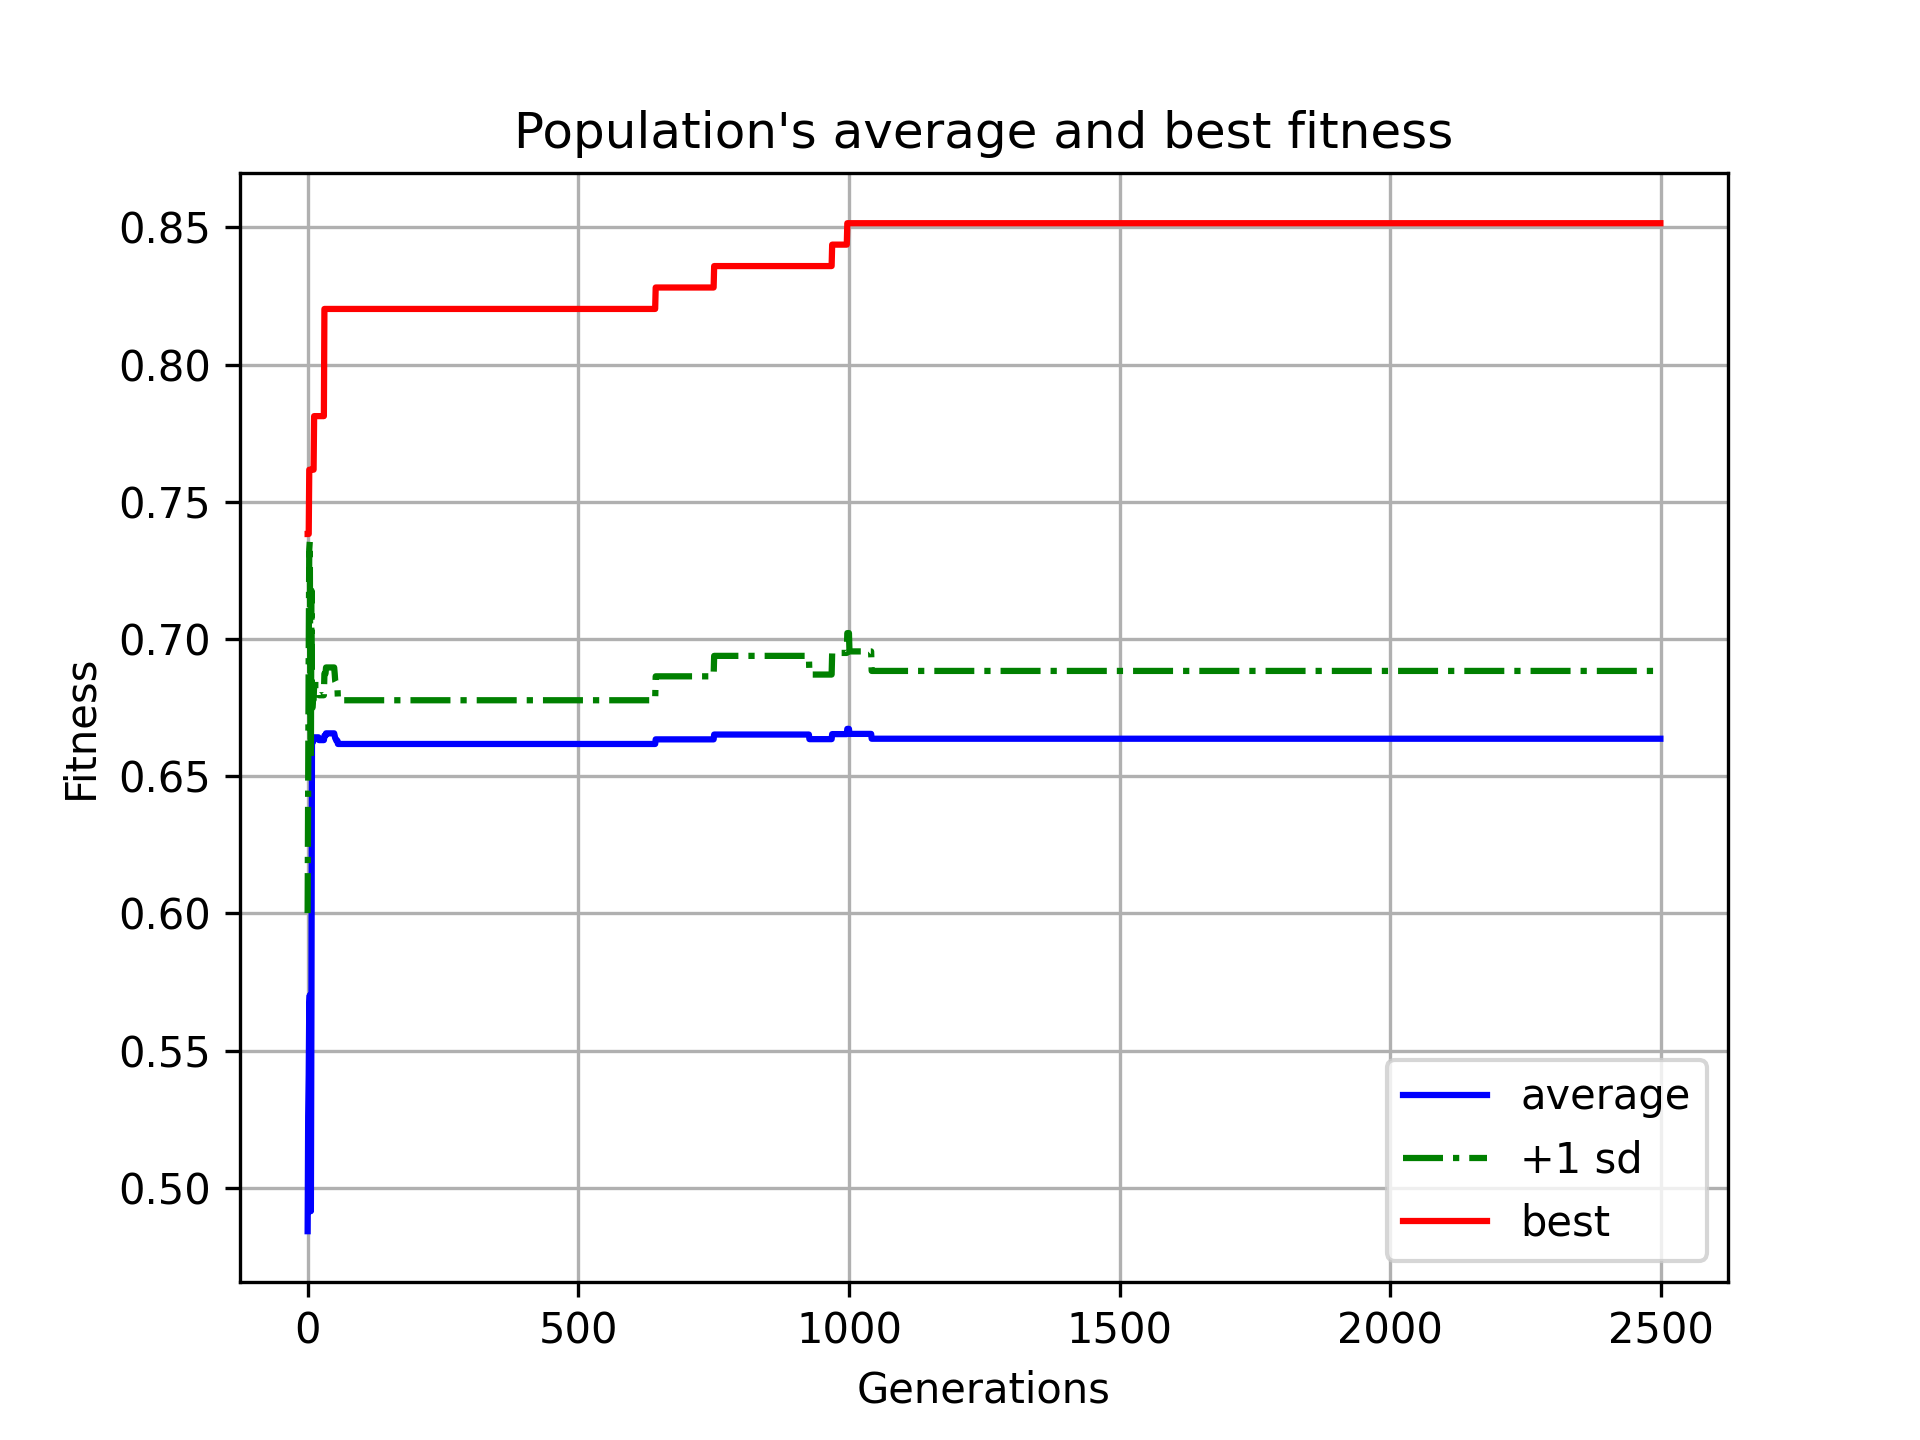 Population's average and best fitness
0.85
0.80
0.75
0.70
0.65
0.60
0.55
0.50
Fitness
average
+1 sd
best
0 500 1000 1500 2000 2500
Generations